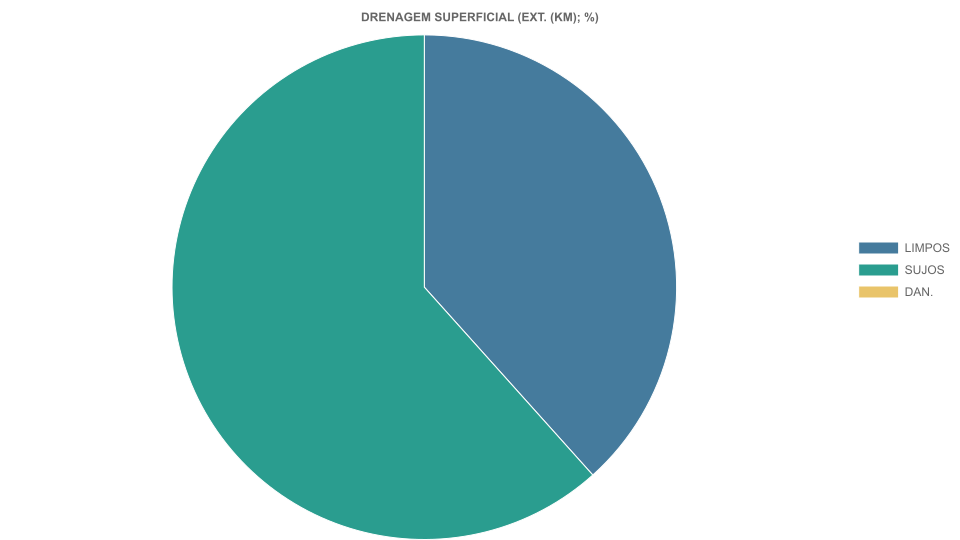 DRENAGEM SUPERFICIAL (EXT. (KM); %)
LIMPOS
SUJOS
DAN.